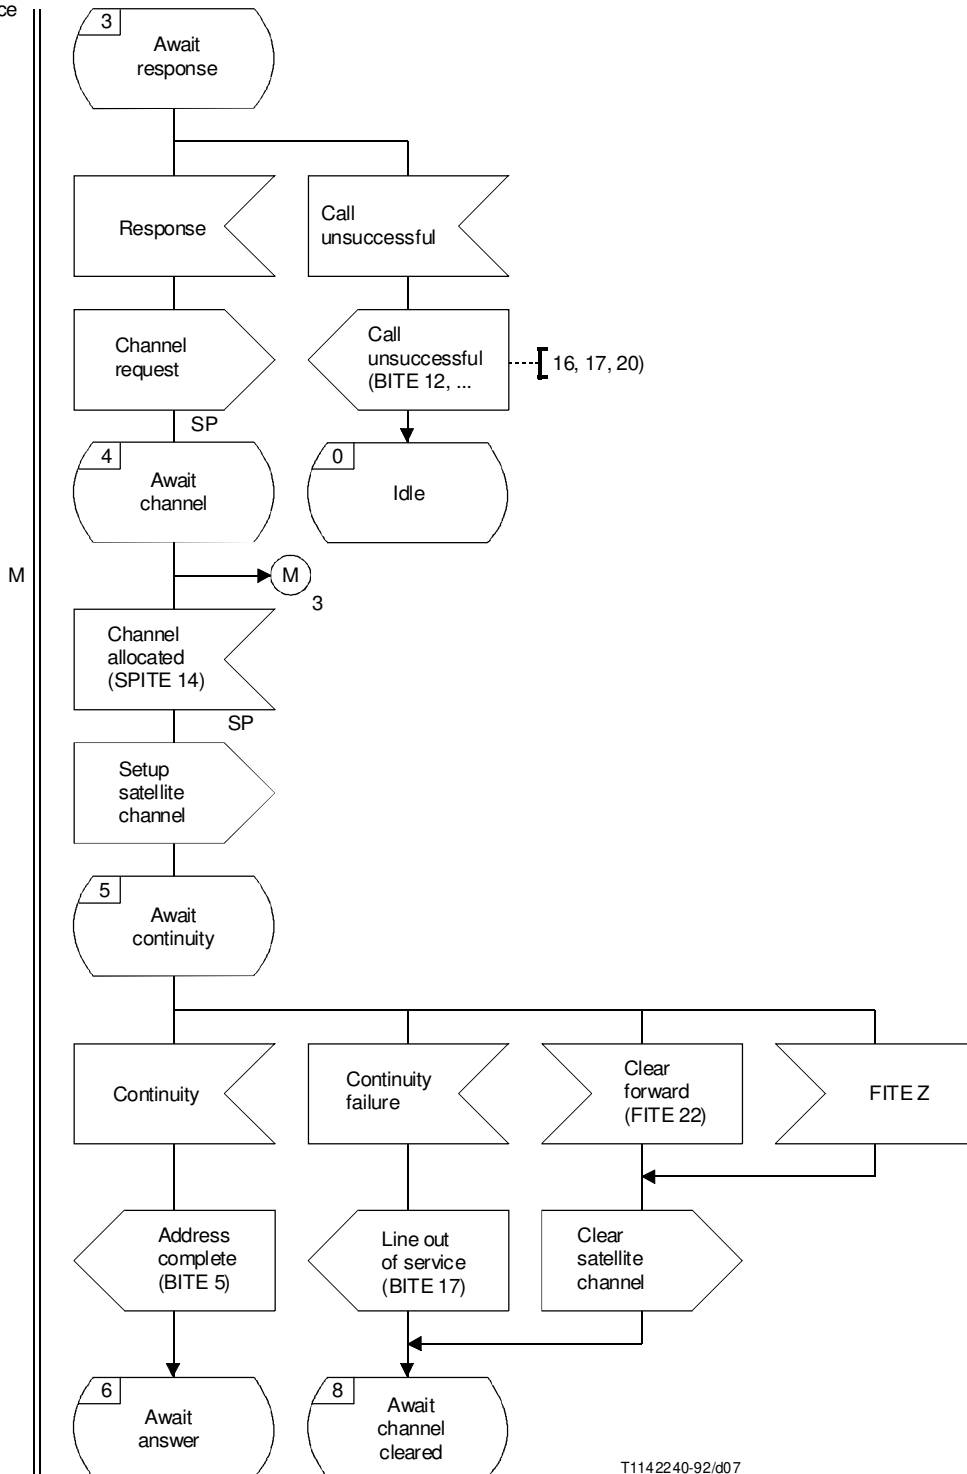 ce
3
Await
response
Response
Call
unsuccessful
Channel
request
Call
unsuccessful
(BITE 12, ...
16, 17, 20)
SP
4
Await
channel
0
Idle
M
M
3
Channel
allocated
(SPITE 14)
SP
Setup
satellite
channel
5
Await
continuity
Continuity
Continuity
failure
Clear
forward
(FITE 22)
FITE Z
Address
complete
(BITE 5)
Line out
of service
(BITE 17)
Clear
satellite
channel
6
Await
answer
8
Await
channel
cleared
T1142240-92/d07